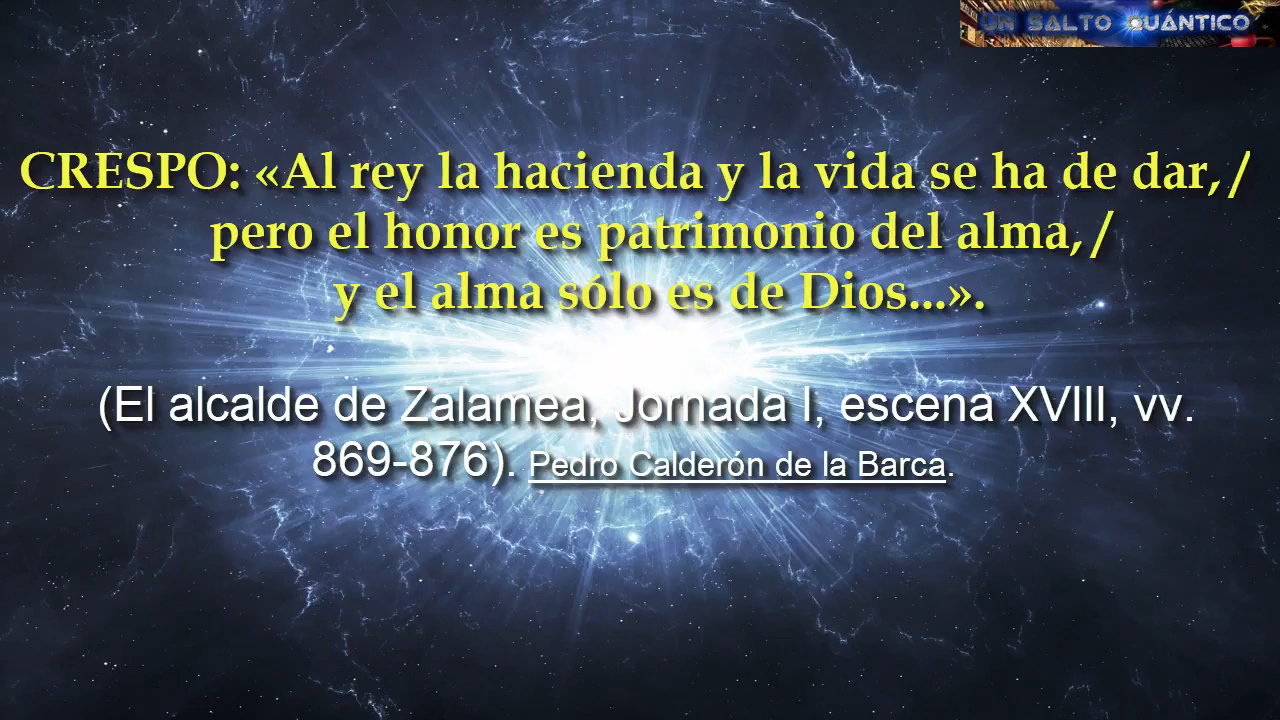 UN SALTO QUÁNTICO
CRESPO: «Al rey la hacienda y la vida se ha de dar, /
pero el honor es patrimonio del alma, /
y el alma sólo es de Dios...».
(El alcalde de Zalamea, Jornada I, escena XVIII, vv.
869-876). Pedro Calderón de la Barca.